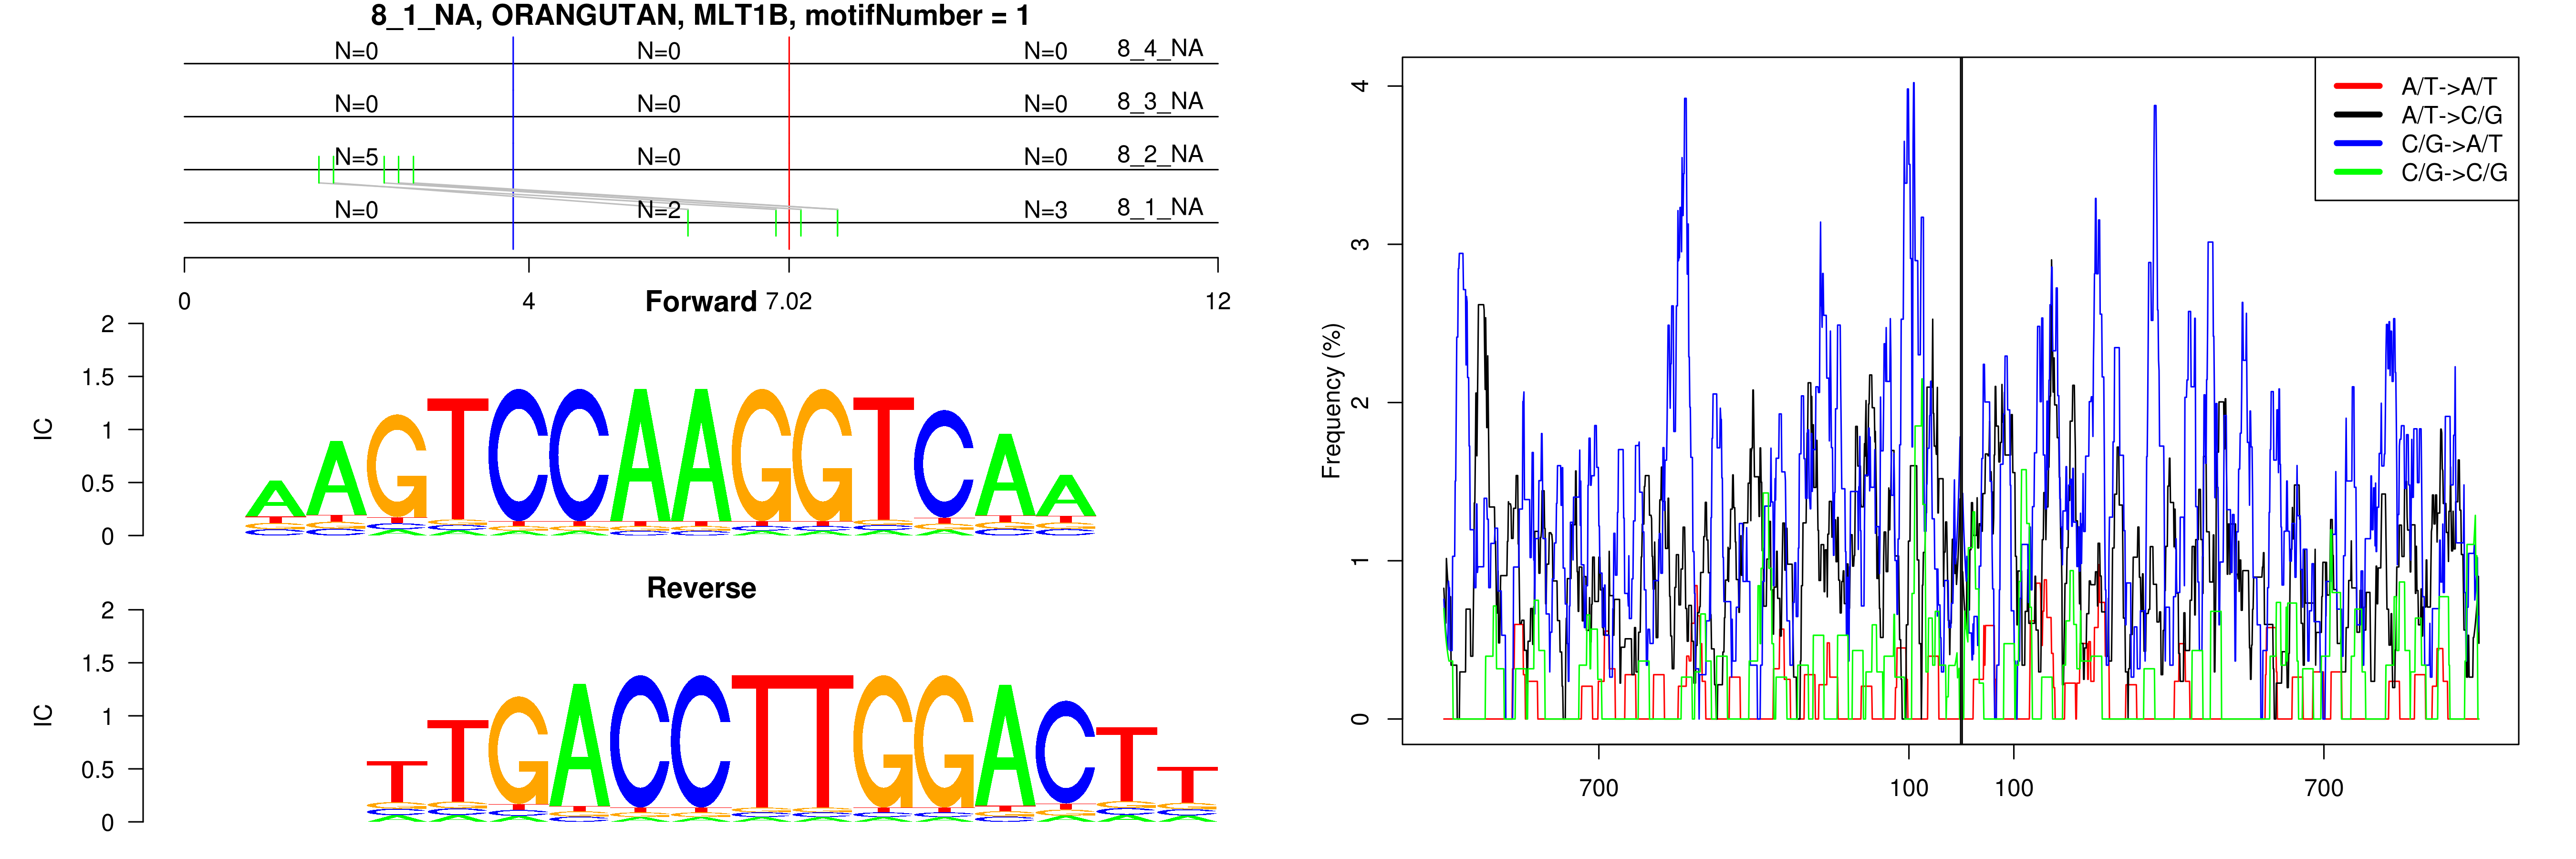 8_1_NA, ORANGUTAN, MLT1B, motifNumber = 1
N=0 N=0 N=0 8_4_NA
N=0 N=0 N=0 8_3_NA
N=5 N=0 N=0 8_2_NA
N=0 N=2 N=3 8_1_NA
0 4 7.02 12
Forward
IC
2
1.5
1
0.5
0
AAGTCCAAGGTCAA
Reverse
IC
2
1.5
1
0.5
0
TTGACCTTGGACTT
Frequency (%)
4
3
2
1
0
700 100 100 700
A/T->A/T
A/T->C/G
C/G->A/T
C/G->C/G